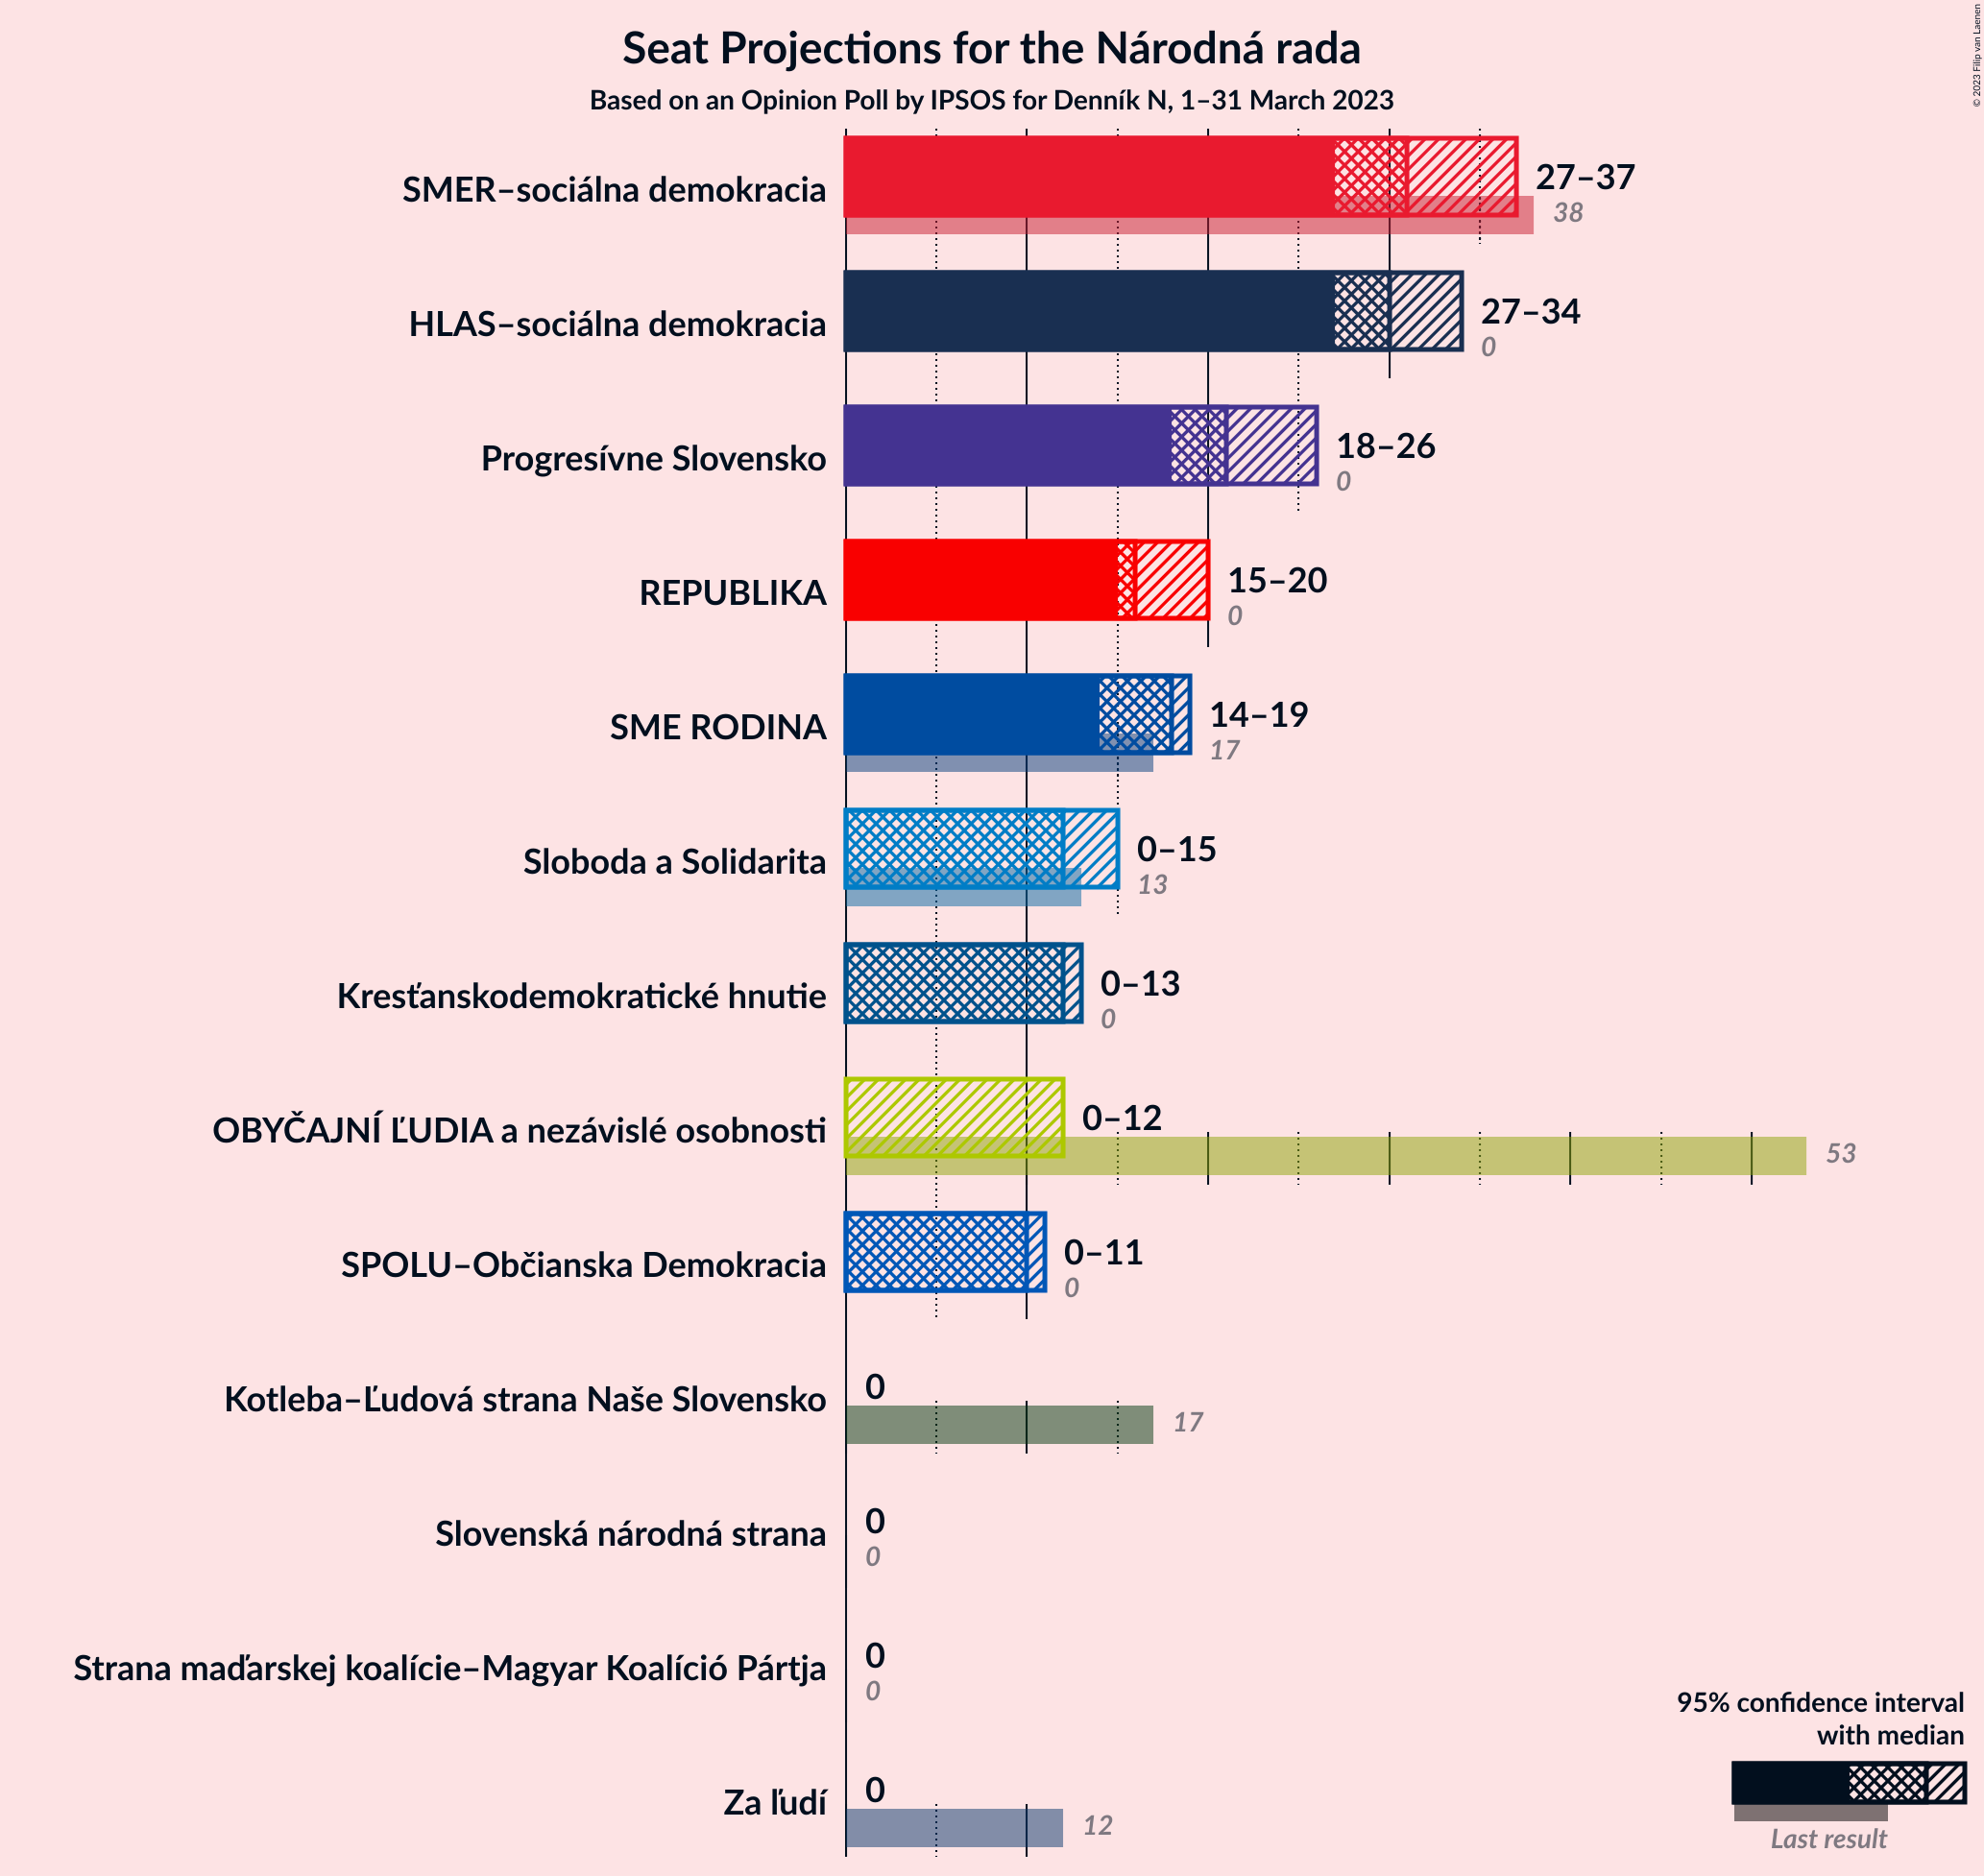 Seat Projections for the Národná rada
Based on an Opinion Poll by IPSOS for Denník N, 1–31 March 2023
© 2023 Filip van Laenen
SMER–sociálna demokracia
27–37
38
HLAS–sociálna demokracia
27–34
0
Progresívne Slovensko
18–26
0
REPUBLIKA
15–20
0
SME RODINA
14–19
17
Sloboda a Solidarita
0–15
13
Kresťanskodemokratické hnutie
0–13
0
OBYČAJNÍ ĽUDIA a nezávislé osobnosti
0–12
53
SPOLU–Občianska Demokracia
0–11
0
Kotleba–Ľudová strana Naše Slovensko
0
17
Slovenská národná strana
0
0
Strana maďarskej koalície–Magyar Koalíció Pártja
0
0
Za ľudí
0
12
95% confidence interval
with median
Last result